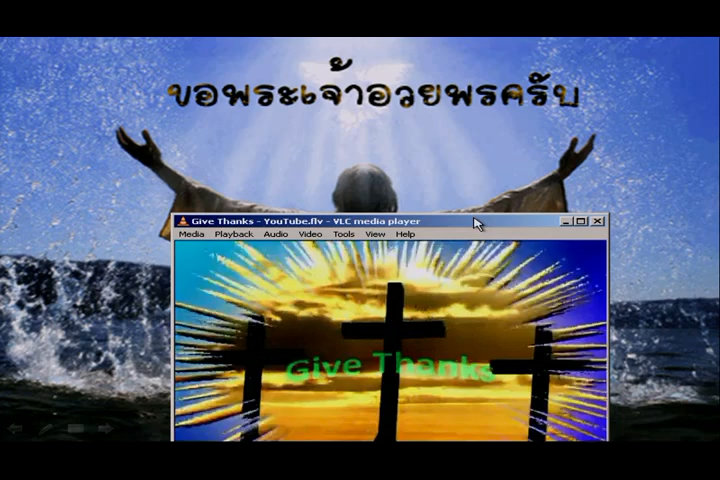 ขอพระเจ้าอวยพรครับ
Give Thanks - YouTube.flv - VLC media player
Media Playback Audio Video Tools View Help
Give Thanks